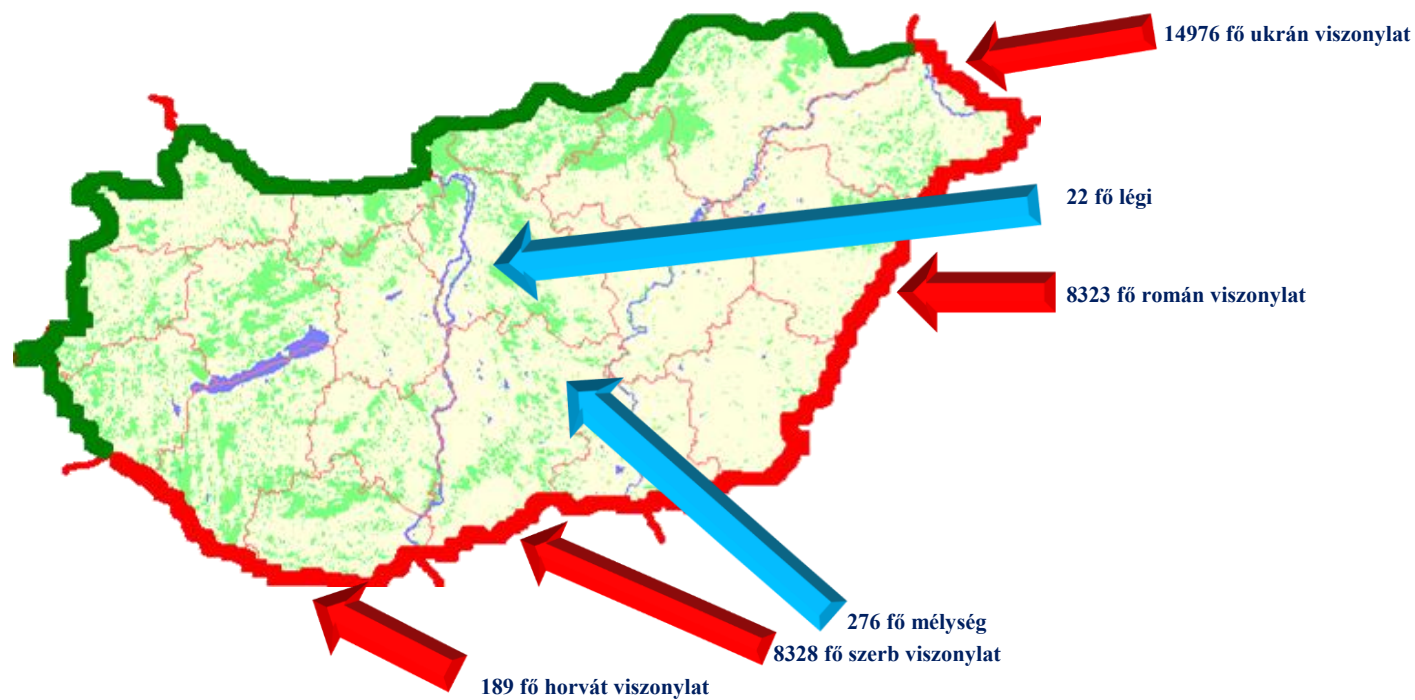 14976 fő ukrán viszonylat
22 fő légi
8323 fő román viszonylat
276 fő mélység
8328 fő szerb viszonylat
189 fő horvát viszonylat